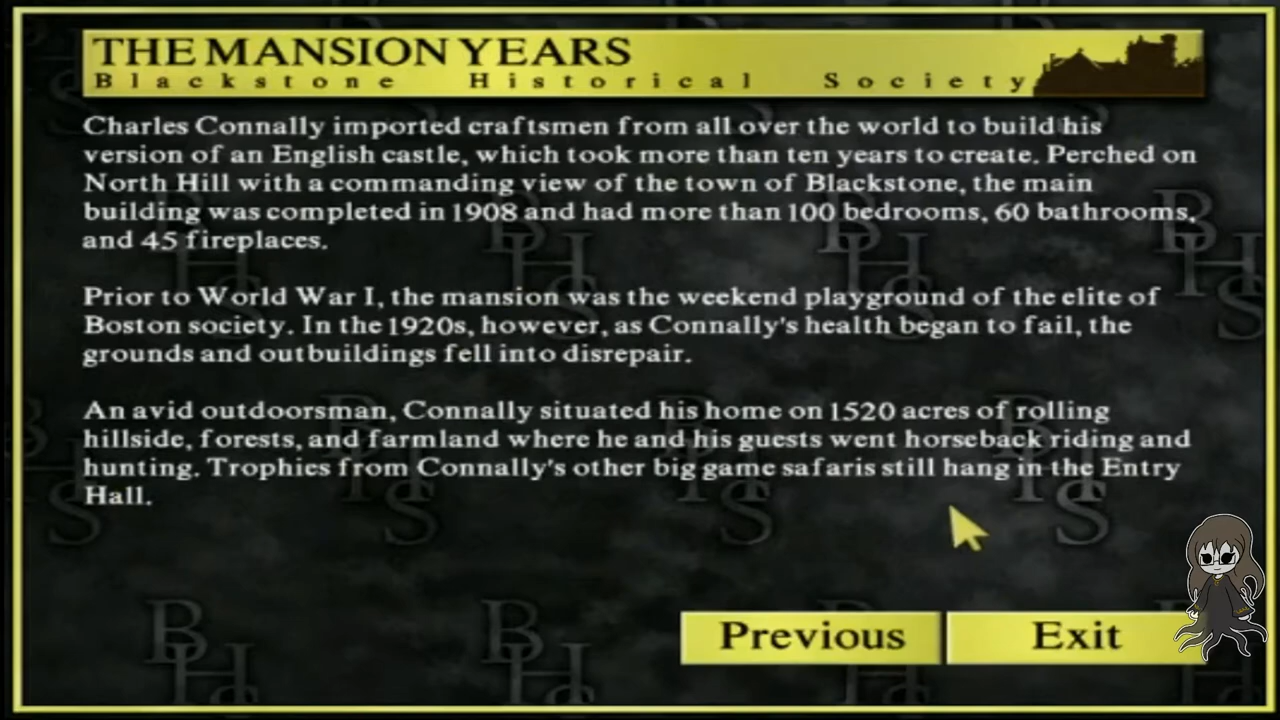 THE MANSION YEARS
Blackstone Historical Society
Charles Connally imported craftsmen from all over the world to build his
version of an English castle, which took more than ten years to create. Perched on
North Hill with a commanding view of the town of Blackstone, the main
building was completed in 1908 and had more than 100 bedrooms, 60 bathrooms,
and 45 fireplaces.
Prior to World War I, the mansion was the weekend playground of the elite of
Boston society. In the 1920s, however, as Connally's health began to fail, the
grounds and outbuildings fell into disrepair.
An avid outdoorsman, Connally situated his home on 1520 acres of rolling
hillside, forests, and farmland where he and his guests went horseback riding and
hunting. Trophies from Connally's other big game safaris still hang in the Entry
Hall.
Previous Exit